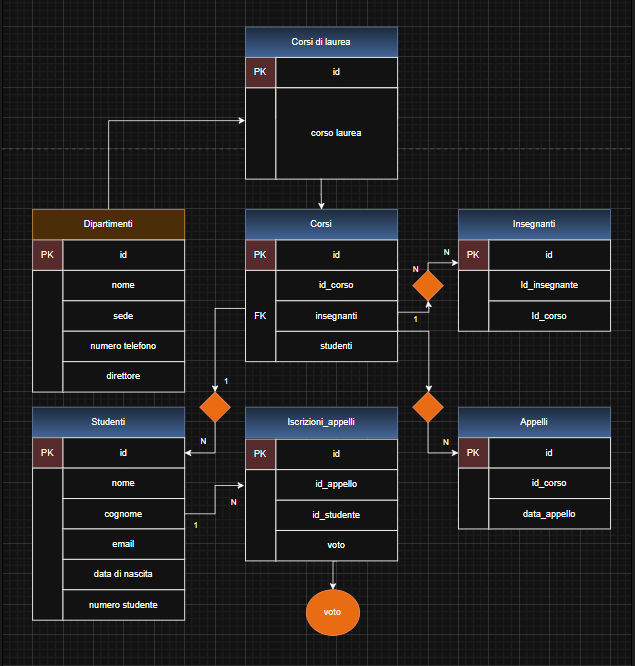 Corsi di laurea
PK id
corso laurea
Dipartimenti
PK id
nome
sede
numero telefono
direttore
Corsi
PK id
id_corso
FK insegnanti
studenti
Insegnanti
PK id
Id_insegnante
Id_corso
N
N
1
1
N
N
Studenti
PK id
nome
cognome
email
data di nascita
numero studente
1
N
Iscrizioni_appelli
PK id
id_appello
id_studente
voto
Appelli
PK id
id_corso
data_appello
voto